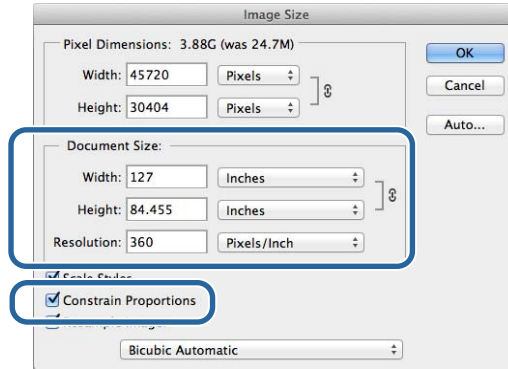 Image Size
Pixel Dimensions: 3.88G (was 24.7M)
Width: 45720 Pixels
Height: 30404 Pixels
OK
Cancel
Auto...
Document Size:
Width: 127 Inches
Height: 84.455 Inches
Resolution: 360 Pixels/Inch
Scale Styles
Constrain Proportions
Bicubic Automatic